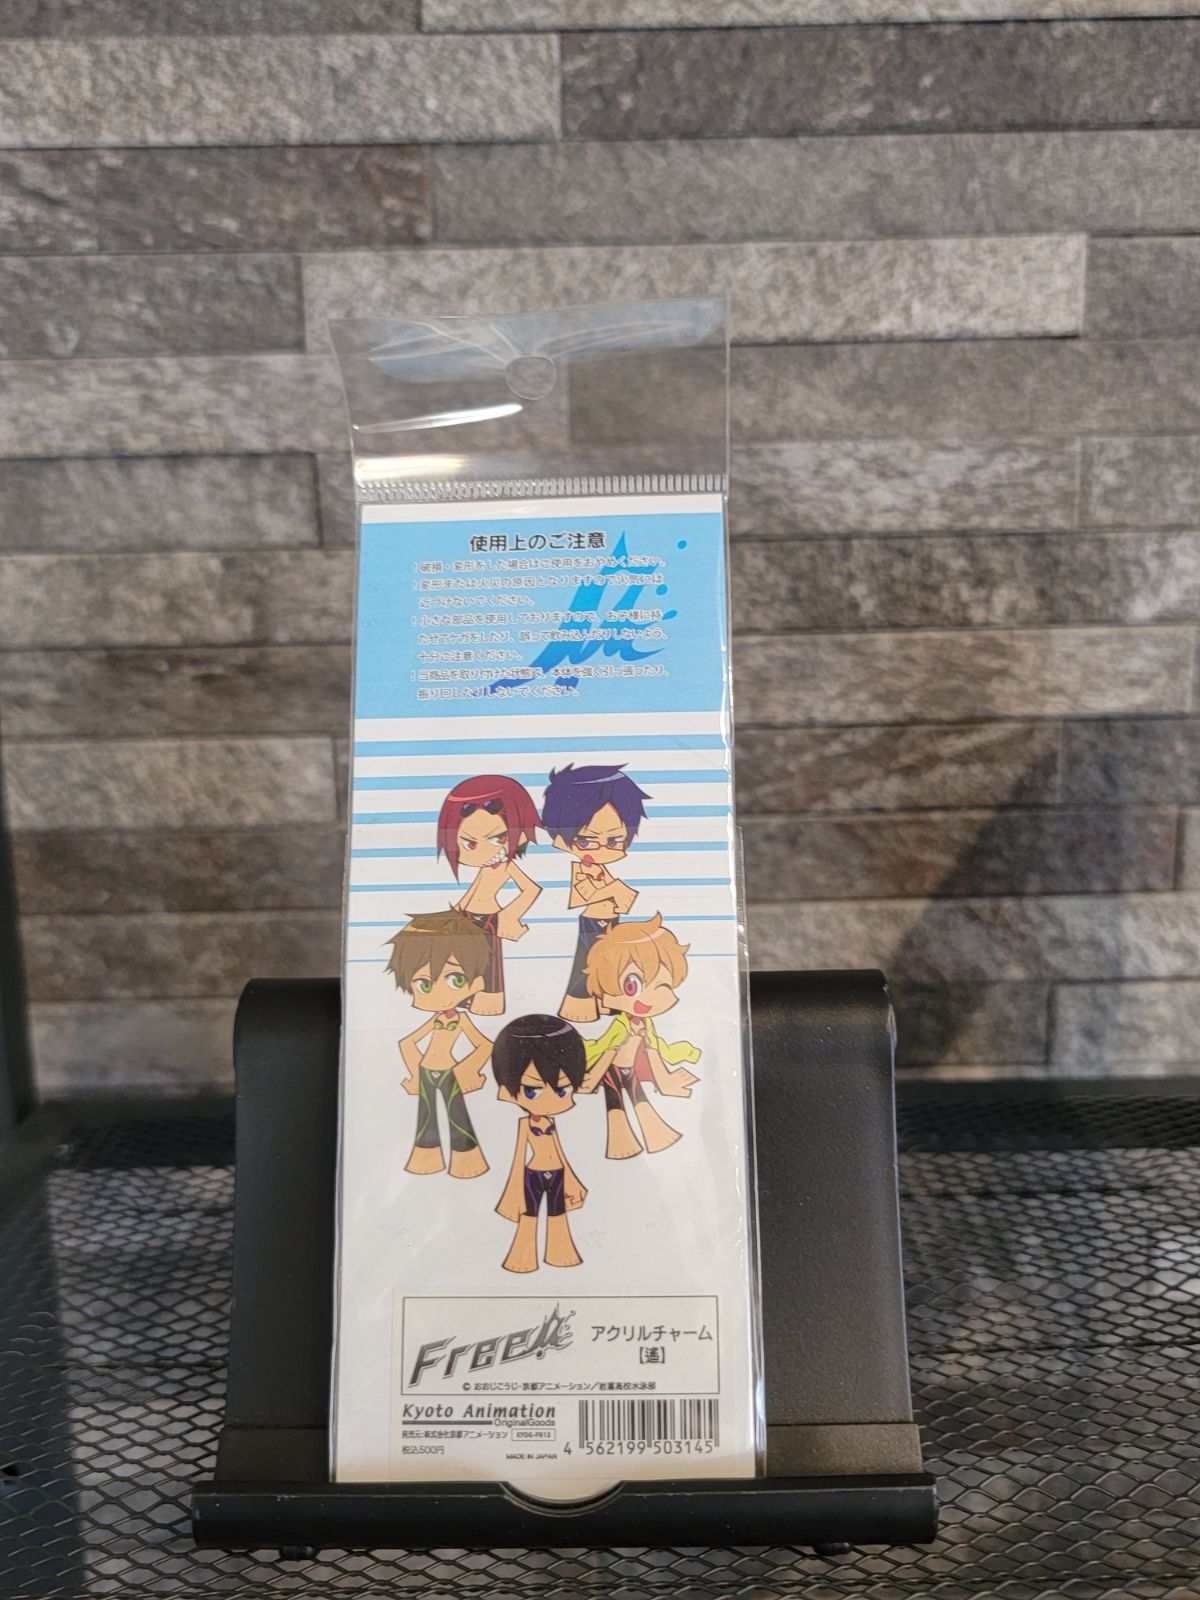 使用上のご注意
！破損・変形をした場合はご使用をおやめください。
！変形または火災の原因となりますので火気には
近づけないでください。
！小さな部品を使用しておりますので、お子様に持
たせてケガをしたり、誤って飲み込んだりしないよう、
十分ご注意ください。
！当商品を取り付けた状態で、本体を強く引っ張ったり、
振り回したりしないでください。
Free!
アクリルチャーム
【遙】
© おおじこうじ・京都アニメーション／岩鳶高校水泳部
Kyoto Animation
OriginalGoods
発売元:株式会社京都アニメーション KYOG-FR13
税込500円
MADE IN JAPAN
4 562199 503145